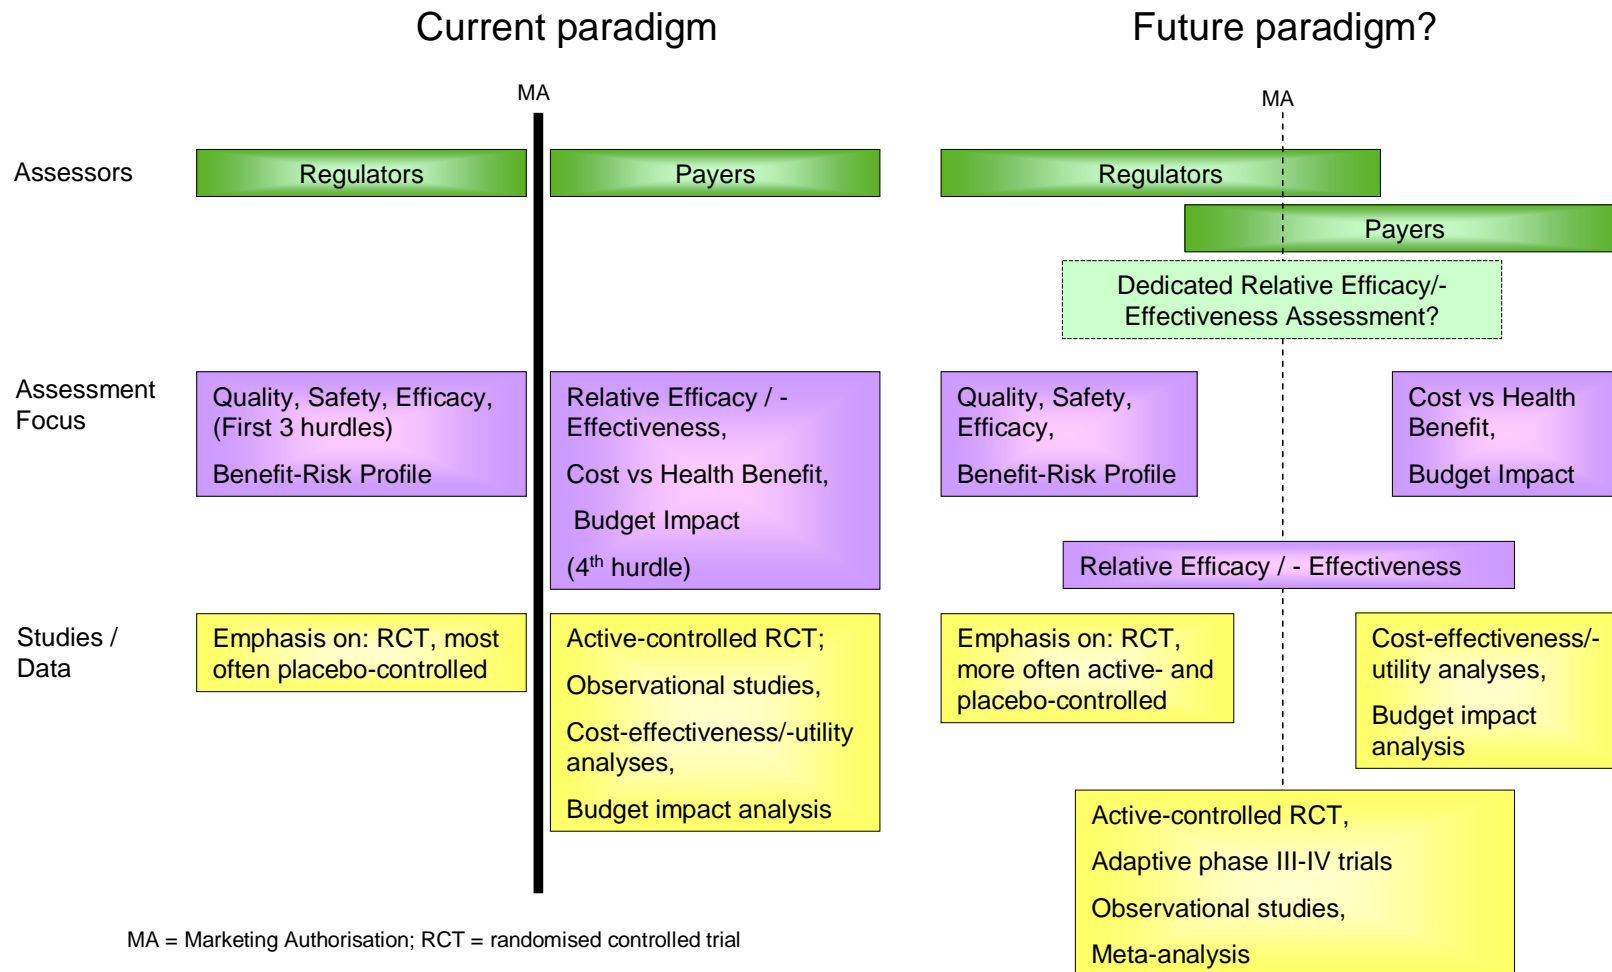 Current paradigm
Future paradigm?
MA
MA
Assessors
Regulators
Payers
Regulators
Payers
Dedicated Relative Efficacy/-
Effectiveness Assessment?
Assessment
Focus
Quality, Safety, Efficacy,
(First 3 hurdles)
Benefit-Risk Profile
Relative Efficacy / -
Effectiveness,
Cost vs Health Benefit,
Budget Impact
(4th hurdle)
Quality, Safety,
Efficacy,
Benefit-Risk Profile
Cost vs Health
Benefit,
Budget Impact
Relative Efficacy / - Effectiveness
Studies /
Data
Emphasis on: RCT, most
often placebo-controlled
Active-controlled RCT;
Observational studies,
Cost-effectiveness/-utility
analyses,
Budget impact analysis
Emphasis on: RCT,
more often active- and
placebo-controlled
Cost-effectiveness/-
utility analyses,
Budget impact
analysis
Active-controlled RCT,
Adaptive phase III-IV trials
Observational studies,
Meta-analysis
MA = Marketing Authorisation; RCT = randomised controlled trial